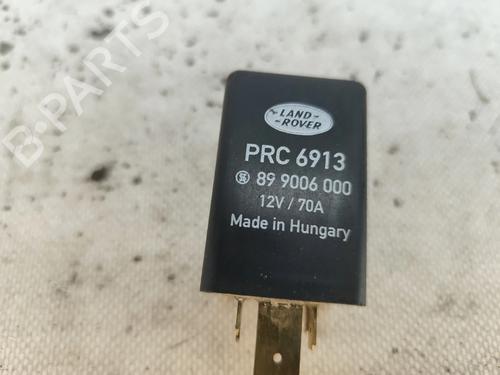 LAND-
-ROVER
PRC 6913
89 9006 000
12V / 70A
Made in Hungary
B-PARTS